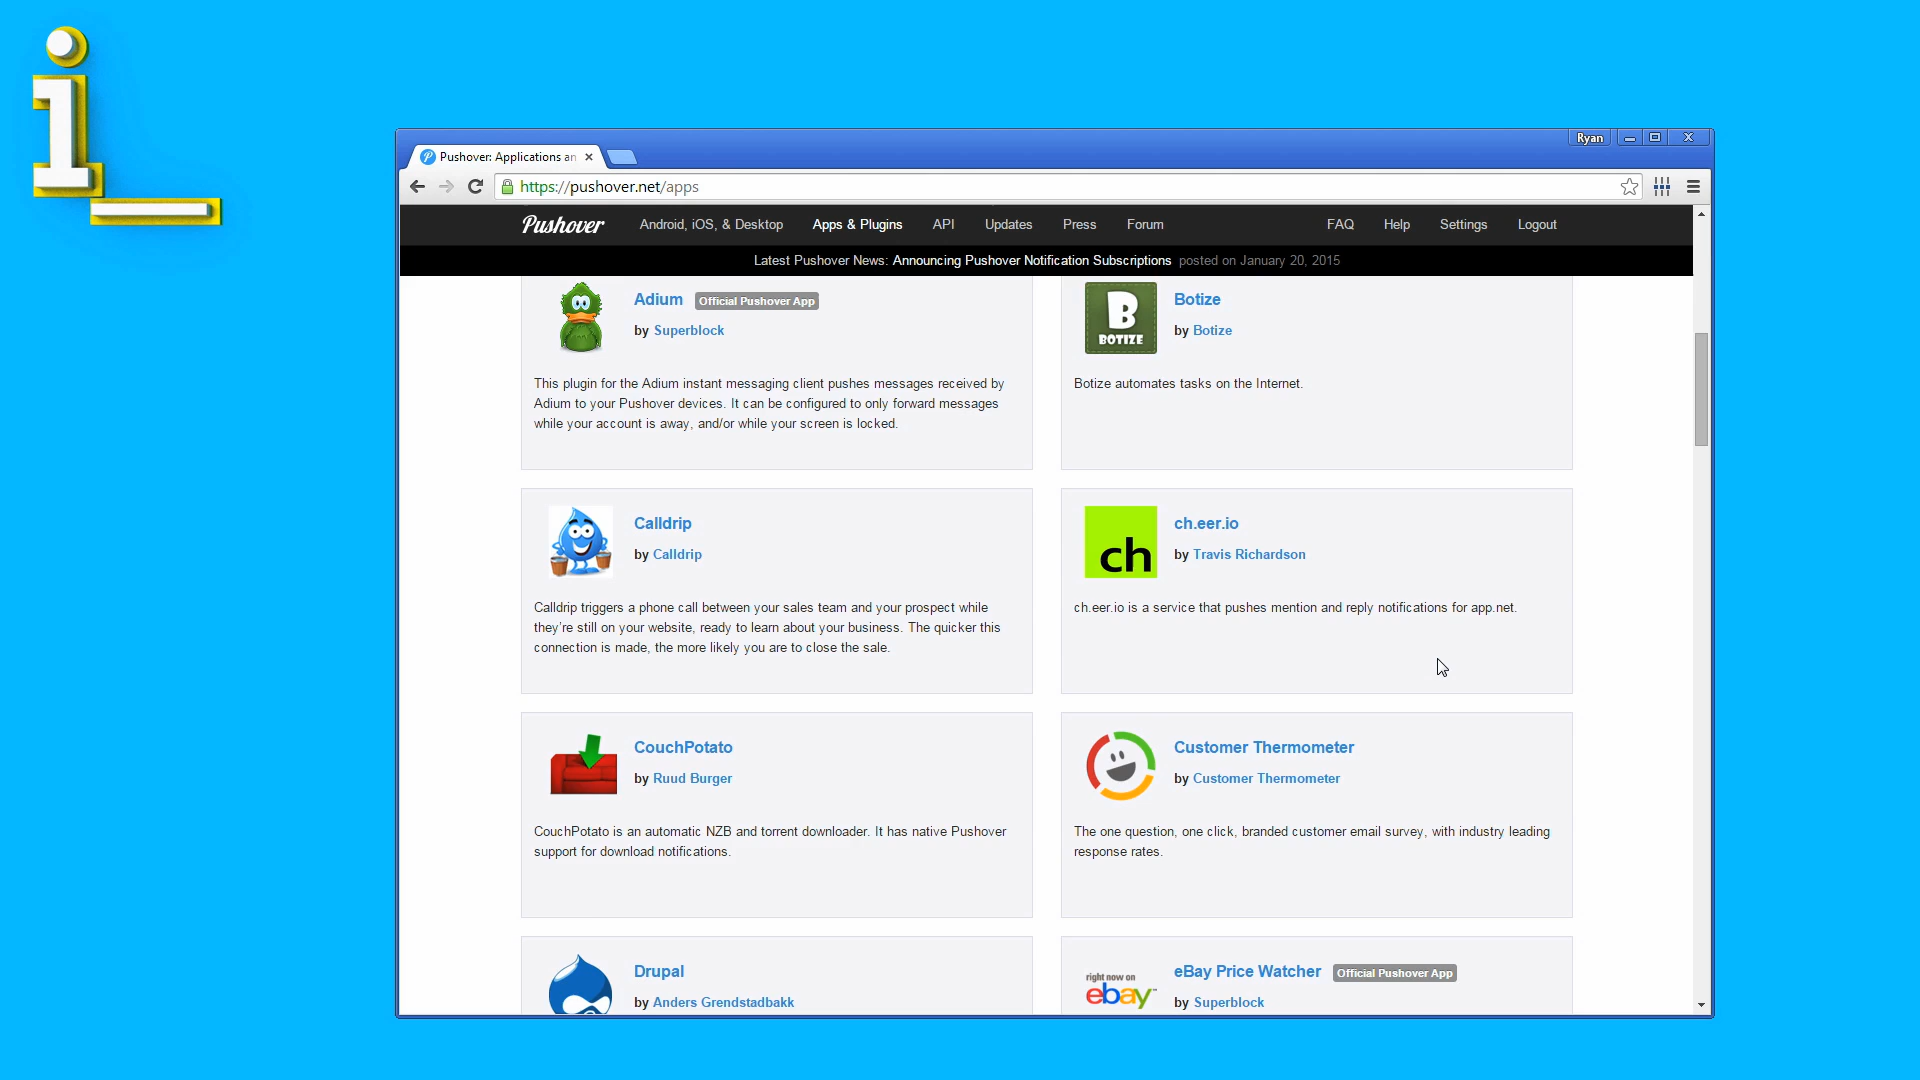 i_
Ryan
Pushover: Applications an
https://pushover.net/apps
Pushover Android, iOS, & Desktop Apps & Plugins API Updates Press Forum FAQ Help Settings Logout
Latest Pushover News: Announcing Pushover Notification Subscriptions posted on January 20, 2015
Adium Official Pushover App
by Superblock
This plugin for the Adium instant messaging client pushes messages received by
Adium to your Pushover devices. It can be configured to only forward messages
while your account is away, and/or while your screen is locked.
B
BOTIZE
Botize
by Botize
Botize automates tasks on the Internet.
Calldrip
by Calldrip
Calldrip triggers a phone call between your sales team and your prospect while
they're still on your website, ready to learn about your business. The quicker this
connection is made, the more likely you are to close the sale.
ch
ch.eer.io
by Travis Richardson
ch.eer.io is a service that pushes mention and reply notifications for app.net.
CouchPotato
by Ruud Burger
CouchPotato is an automatic NZB and torrent downloader. It has native Pushover
support for download notifications.
Customer Thermometer
by Customer Thermometer
The one question, one click, branded customer email survey, with industry leading
response rates.
Drupal
by Anders Grendstadbakk
right now on
ebay
eBay Price Watcher Official Pushover App
by Superblock